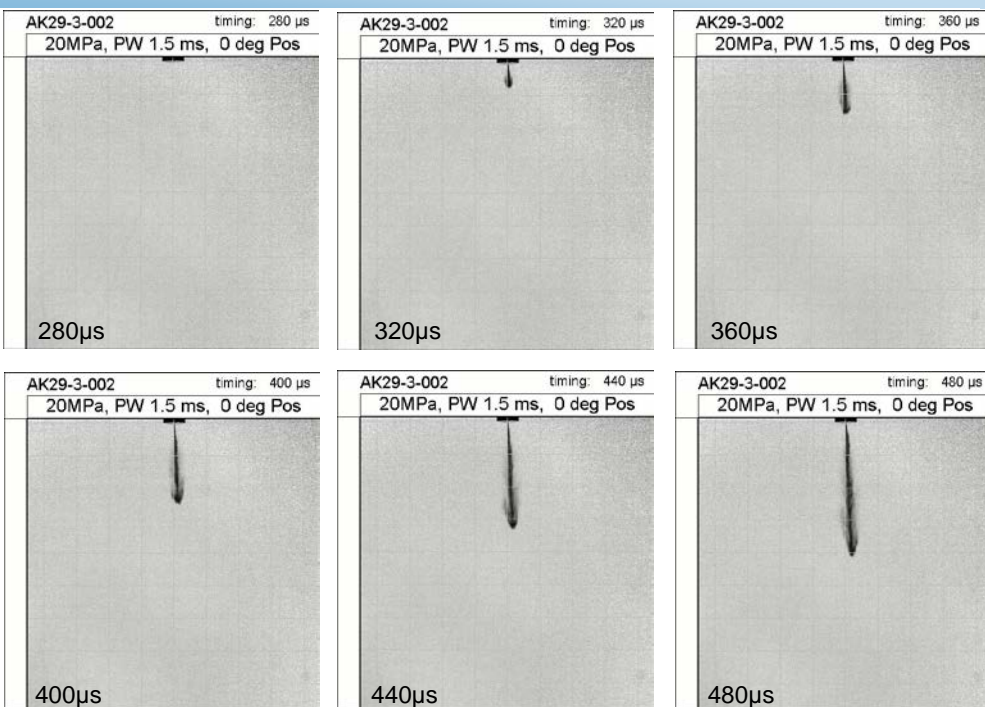 AK29-3-002 timing: 280 µs
20MPa, PW 1.5 ms, 0 deg Pos
280µs
AK29-3-002 timing: 320 µs
20MPa, PW 1.5 ms, 0 deg Pos
320µs
AK29-3-002 timing: 360 µs
20MPa, PW 1.5 ms, 0 deg Pos
360µs
AK29-3-002 timing: 400 µs
20MPa, PW 1.5 ms, 0 deg Pos
400µs
AK29-3-002 timing: 440 µs
20MPa, PW 1.5 ms, 0 deg Pos
440µs
AK29-3-002 timing: 480 µs
20MPa, PW 1.5 ms, 0 deg Pos
480µs